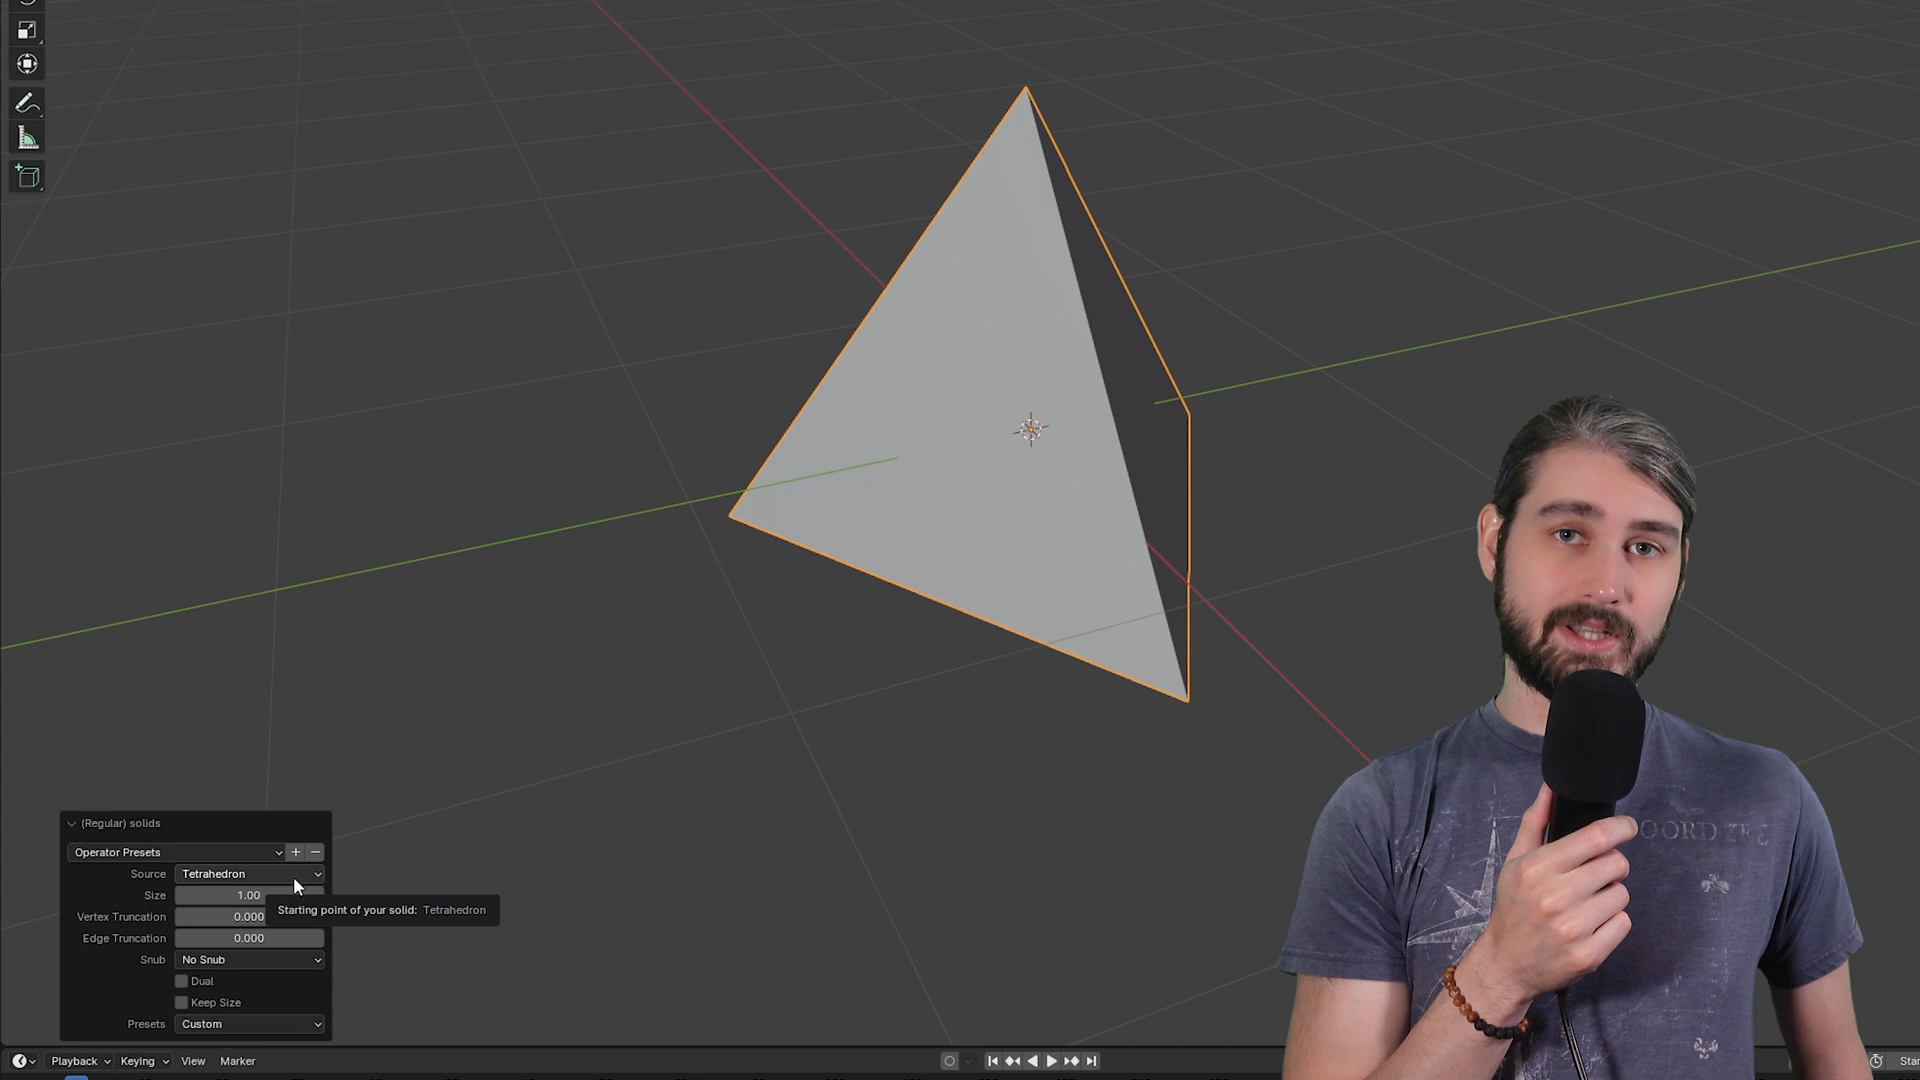 (Regular) solids
Operator Presets
Source Tetrahedron
Size 1.00
Starting point of your solid: Tetrahedron
Vertex Truncation 0.000
Edge Truncation 0.000
Snub No Snub
Dual
Keep Size
Presets Custom
Playback Keying View Marker